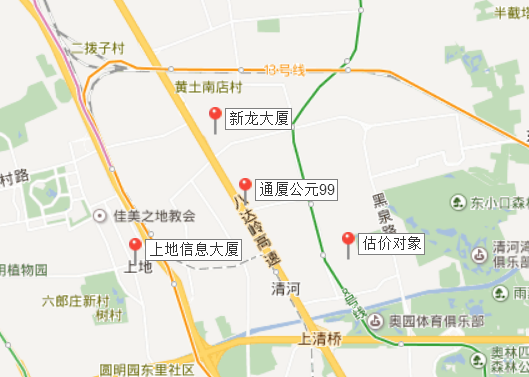 半截塔
二拨子村
13号线
黄土南店村
新龙大厦
村路
通厦公元99
八达岭高速
黑泉路
东小口森林
佳美之地教会
上地信息大厦
估价对象
清河湾
俱乐部
明植物园
上地
清河
8号线
雨
六郎庄新村
树村
奥园体育俱乐部
上清桥
奥林匹
森林公
圆明园东里社区